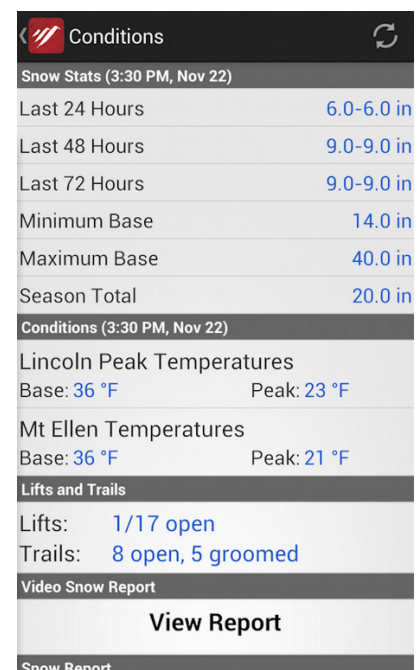 Conditions
Snow Stats (3:30 PM, Nov 22)
Last 24 Hours 6.0-6.0 in
Last 48 Hours 9.0-9.0 in
Last 72 Hours 9.0-9.0 in
Minimum Base 14.0 in
Maximum Base 40.0 in
Season Total 20.0 in
Conditions (3:30 PM, Nov 22)
Lincoln Peak Temperatures
Base: 36 °F Peak: 23 °F
Mt Ellen Temperatures
Base: 36 °F Peak: 21 °F
Lifts and Trails
Lifts: 1/17 open
Trails: 8 open, 5 groomed
Video Snow Report
View Report
Snow Report